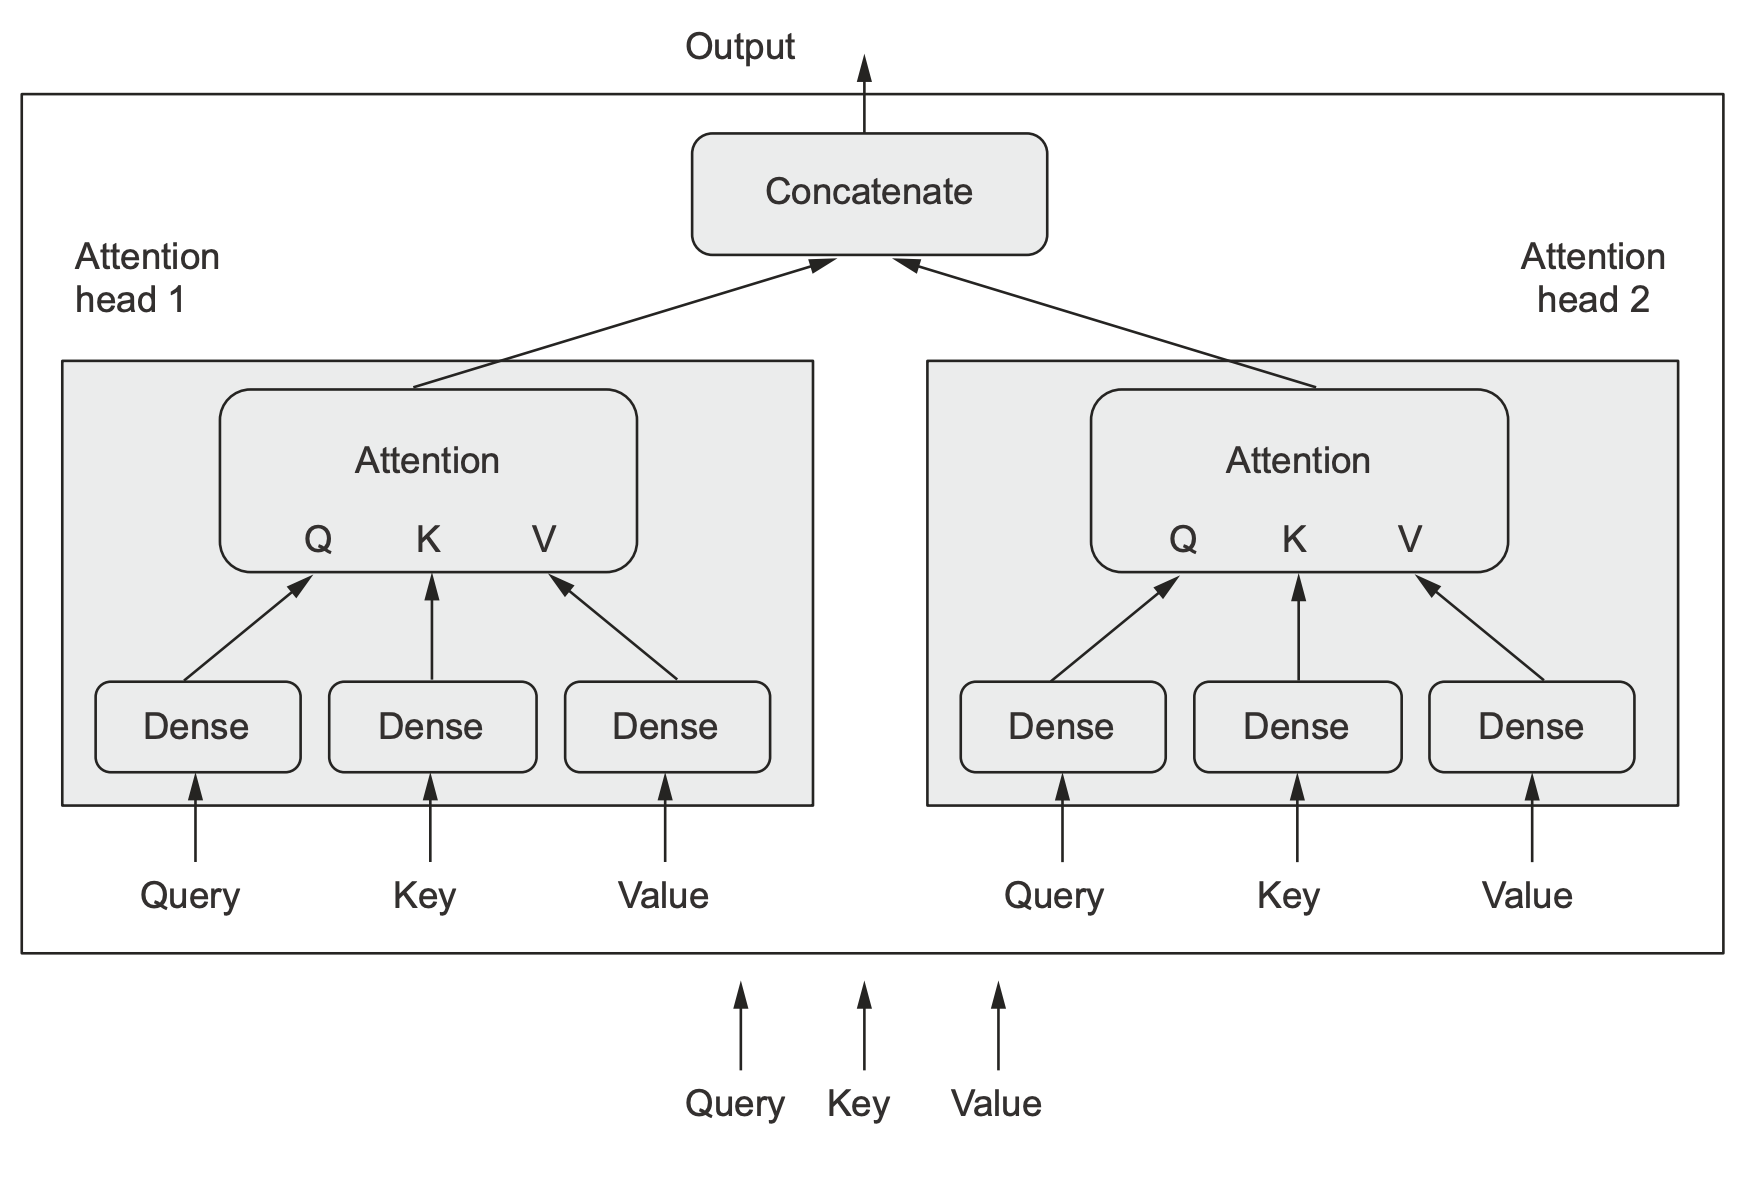 Output
Concatenate
Attention
head 1
Attention
head 2
Attention
Q K V
Attention
Q K V
Dense Dense Dense
Dense Dense Dense
Query Key Value
Query Key Value
Query Key Value